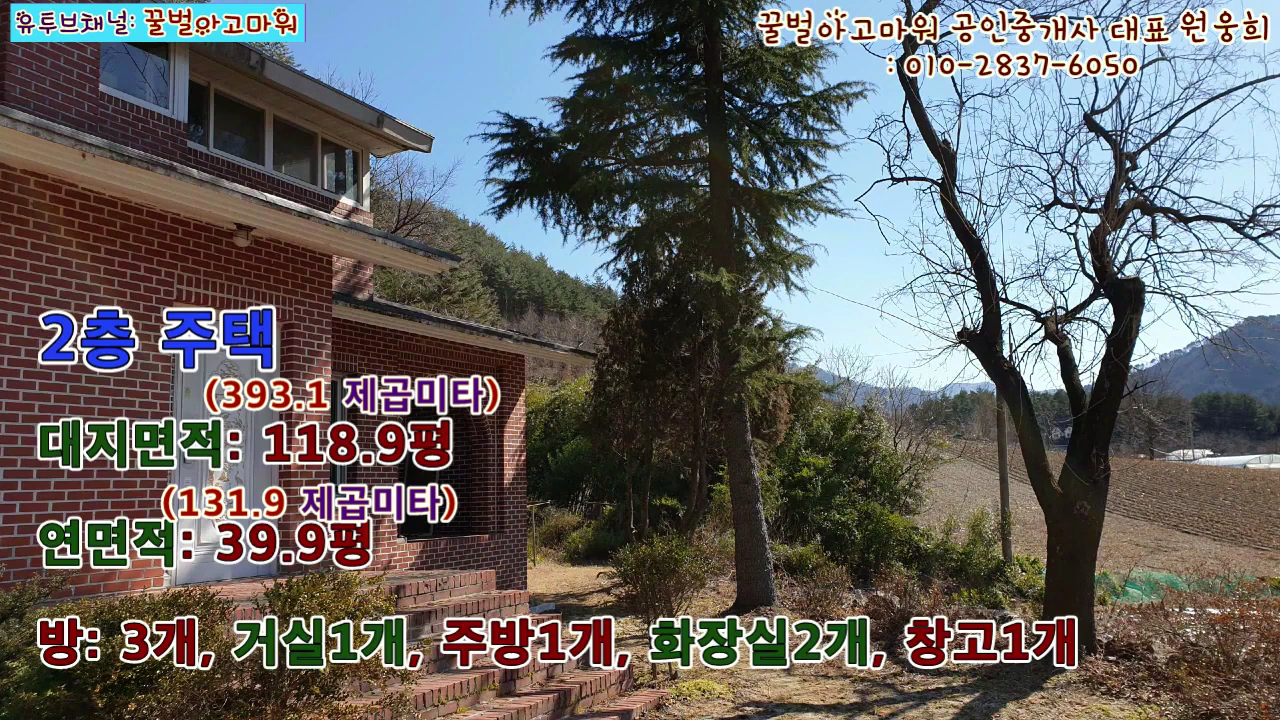 유투브채널: 꿀벌아고마워
꿀벌아고마워 공인중개사 대표 원웅희
: 010-2837-6050
2층 주택
(393.1 제곱미타)
대지면적: 118.9평
(131.9 제곱미타)
연면적: 39.9평
방: 3개, 거실1개, 주방1개, 화장실2개, 창고1개